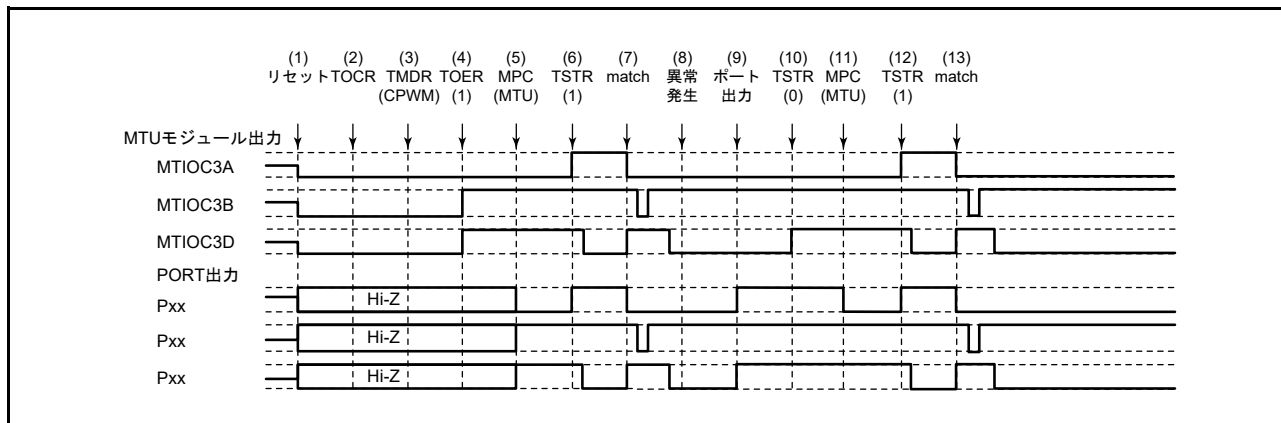 (1) (2) (3) (4) (5) (6) (7) (8) (9) (10) (11) (12) (13)
リセット TOCR TMDR TOER MPC TSTR match 異常 ポート TSTR MPC TSTR match
(CPWM) (1) (MTU) (1) 発生 出力 (0) (MTU) (1)
MTUモジュール出力
MTIOC3A
MTIOC3B
MTIOC3D
PORT出力
Pxx Hi-Z
Pxx Hi-Z
Pxx Hi-Z